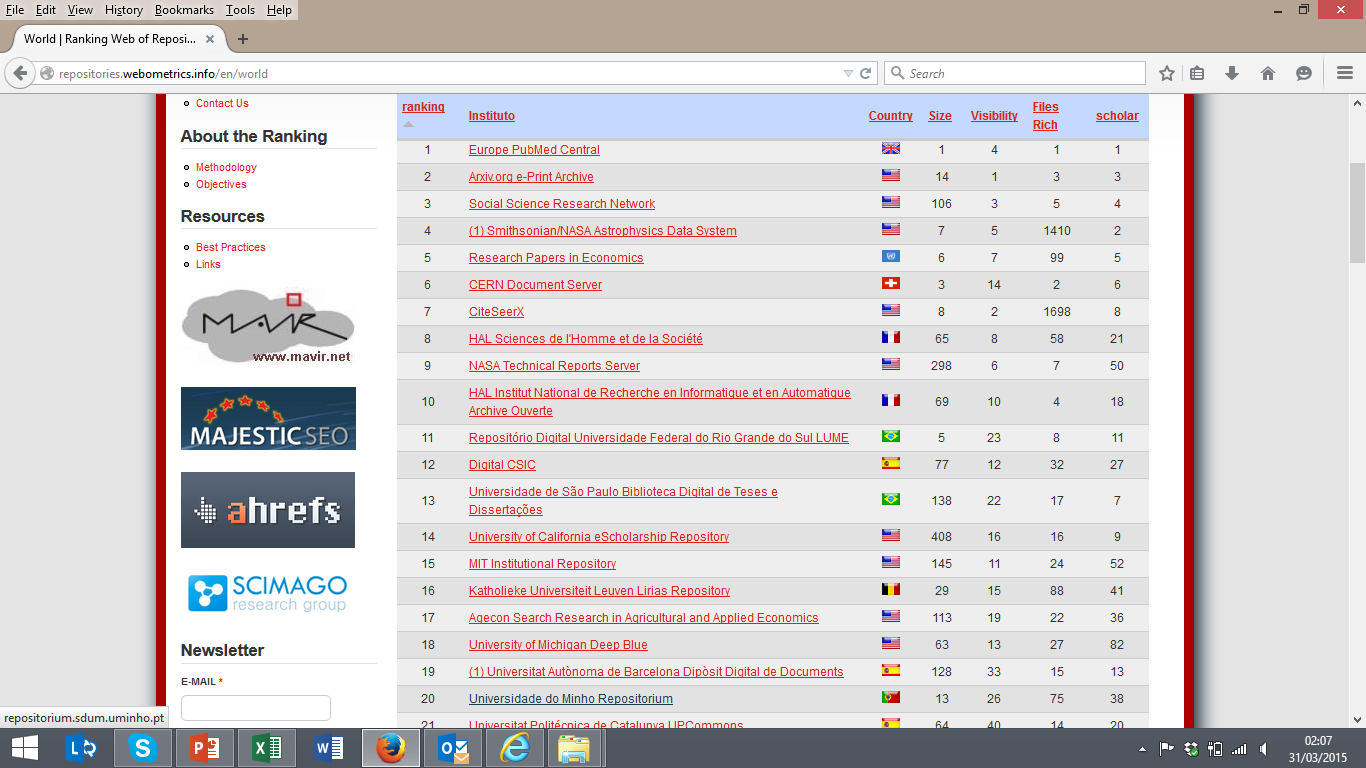 File Edit View History Bookmarks Tools Help
World | Ranking Web of Reposi...
repositories.webometrics.info/en/world
Search
Contact Us
About the Ranking
Methodology
Objectives
Resources
Best Practices
Links
MAVIR
www.mavir.net
MAJESTIC SEO
ahrefs
SCIMAGO
research group
Newsletter
E-MAIL *
ranking Instituto Country Size Visibility Files Rich scholar
1 Europe PubMed Central 1 4 1 1
2 Arxiv.org e-Print Archive 14 1 3 3
3 Social Science Research Network 106 3 5 4
4 (1) Smithsonian/NASA Astrophysics Data System 7 5 1410 2
5 Research Papers in Economics 6 7 99 5
6 CERN Document Server 3 14 2 6
7 CiteSeerX 8 2 1698 8
8 HAL Sciences de l'Homme et de la Société 65 8 58 21
9 NASA Technical Reports Server 298 6 7 50
10 HAL Institut National de Recherche en Informatique et en Automatique
Archive Ouverte 69 10 4 18
11 Repositório Digital Universidade Federal do Rio Grande do Sul LUME 5 23 8 11
12 Digital CSIC 77 12 32 27
13 Universidade de São Paulo Biblioteca Digital de Teses e
Dissertações 138 22 17 7
14 University of California eScholarship Repository 408 16 16 9
15 MIT Institutional Repository 145 11 24 52
16 Katholieke Universiteit Leuven Lirias Repository 29 15 88 41
17 Agecon Search Research in Agricultural and Applied Economics 113 19 22 36
18 University of Michigan Deep Blue 63 13 27 82
19 (1) Universitat Autònoma de Barcelona Dipòsit Digital de Documents 128 33 15 13
20 Universidade do Minho Repositorium 13 26 75 38
21 Universitat Politécnica de Catalunya UPCommons 64 40 14 20
repositorium.sdum.uminho.pt
02:07
31/03/2015